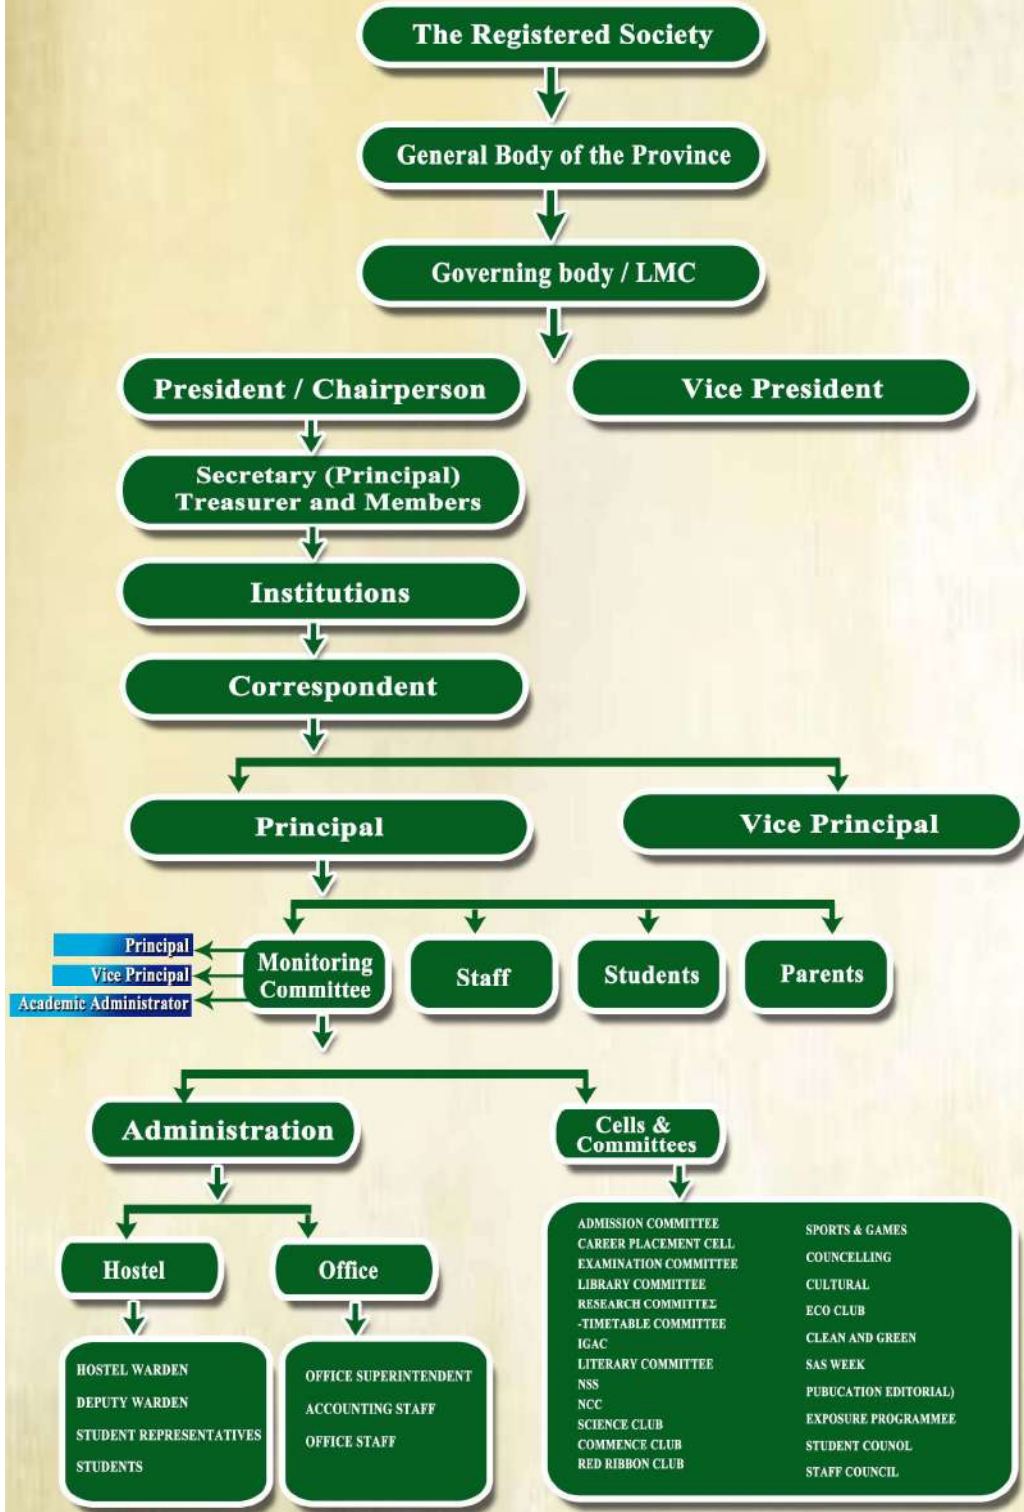 The Registered Society
General Body of the Province
Governing body / LMC
President / Chairperson
Vice President
Secretary (Principal)
Treasurer and Members
Institutions
Correspondent
Principal
Vice Principal
Principal
Vice Principal
Academic Administrator
Monitoring
Committee
Staff
Students
Parents
Administration
Cells &
Committees
Hostel
Office
HOSTEL WARDEN
DEPUTY WARDEN
STUDENT REPRESENTATIVES
STUDENTS
OFFICE SUPERINTENDENT
ACCOUNTING STAFF
OFFICE STAFF
ADMISSION COMMITTEE
CAREER PLACEMENT CELL
EXAMINATION COMMITTEE
LIBRARY COMMITTEE
RESEARCH COMMITTEΣ
-TIMETABLE COMMITTEE
IGAC
LITERARY COMMITTEE
NSS
NCC
SCIENCE CLUB
COMMENCE CLUB
RED RIBBON CLUB
SPORTS & GAMES
COUNCELLING
CULTURAL
ECO CLUB
CLEAN AND GREEN
SAS WEEK
PUBUCATION EDITORIAL)
EXPOSURE PROGRAMMEE
STUDENT COUNOL
STAFF COUNCIL